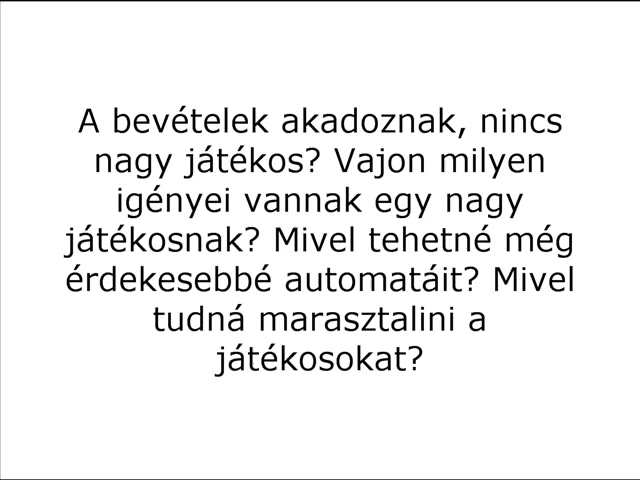 A bevételek akadoznak, nincs
nagy játékos? Vajon milyen
igényei vannak egy nagy
játékosnak? Mivel tehetné még
érdekesebbé automatáit? Mivel
tudná marasztalini a
játékosokat?